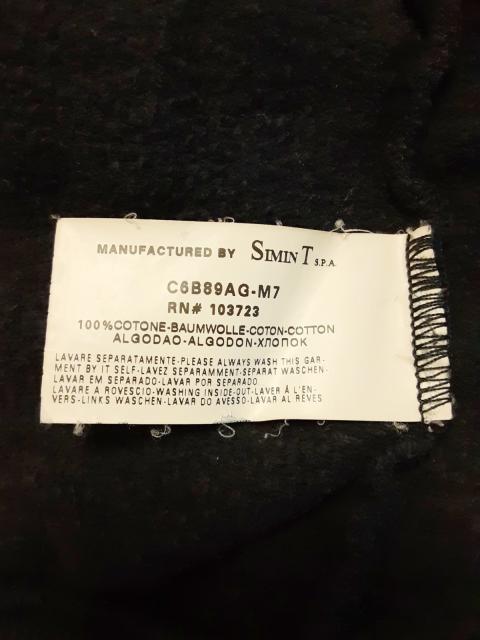 MANUFACTURED BY SIMIN T S.P.A.
C6B89AG-M7
RN# 103723
100%COTONE-BAUMWOLLE-COTON-COTTON
ALGODAO-ALGODON-ХЛОПОК
LAVARE SEPARATAMENTE-PLEASE ALWAYS WASH THIS GAR-
MENT BY IT SELF-LAVEZ SEPARAMMENT-SEPARAT WASCHEN-
LAVAR EM SEPARADO-LAVAR POR SEPARADO
LAVARE A ROVESCIO-WASHING INSIDE-OUT-LAVER Á L'EN-
VERS-LINKS WASCHEN-LAVAR DO AVESSO-LAVAR AL RÉVES